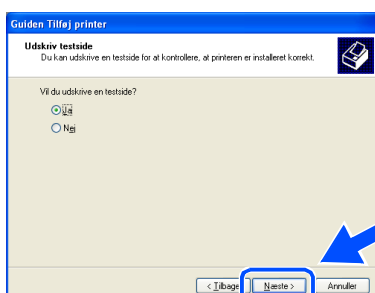 Guiden Tilføj printer
Udskriv testside
Du kan udskrive en testside for at kontrollere, at printeren er installeret korrekt.
Vil du udskrive en testside?
Ja
Nej
< Tilbage Næste > Annuller